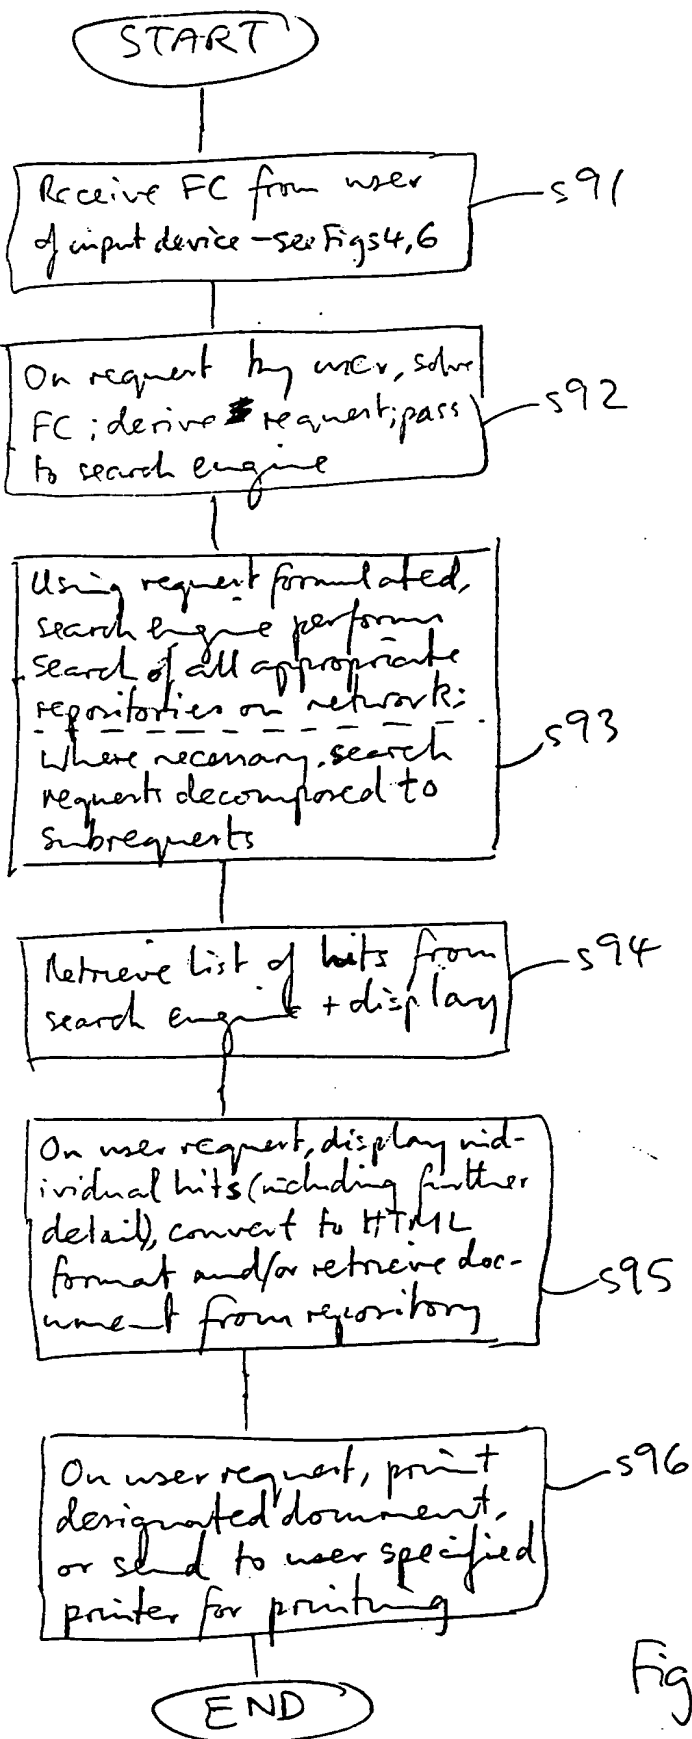 START
Receive FC from user
of input device - see Figs 4, 6
s91
On request by user, solve
FC; derive request; pass
to search engine
s92
Using request formulated,
search engine performs
search of all appropriate
repositories on network;
where necessary, search
requests decomposed to
subrequests
s93
Retrieve list of hits from
search engine + display
s94
On user request, display ind-
ividual hits (including further
detail), convert to HTML
format and/or retrieve doc-
ument from repository
s95
On user request, print
designated document,
or send to user specified
printer for printing
s96
END
Fig